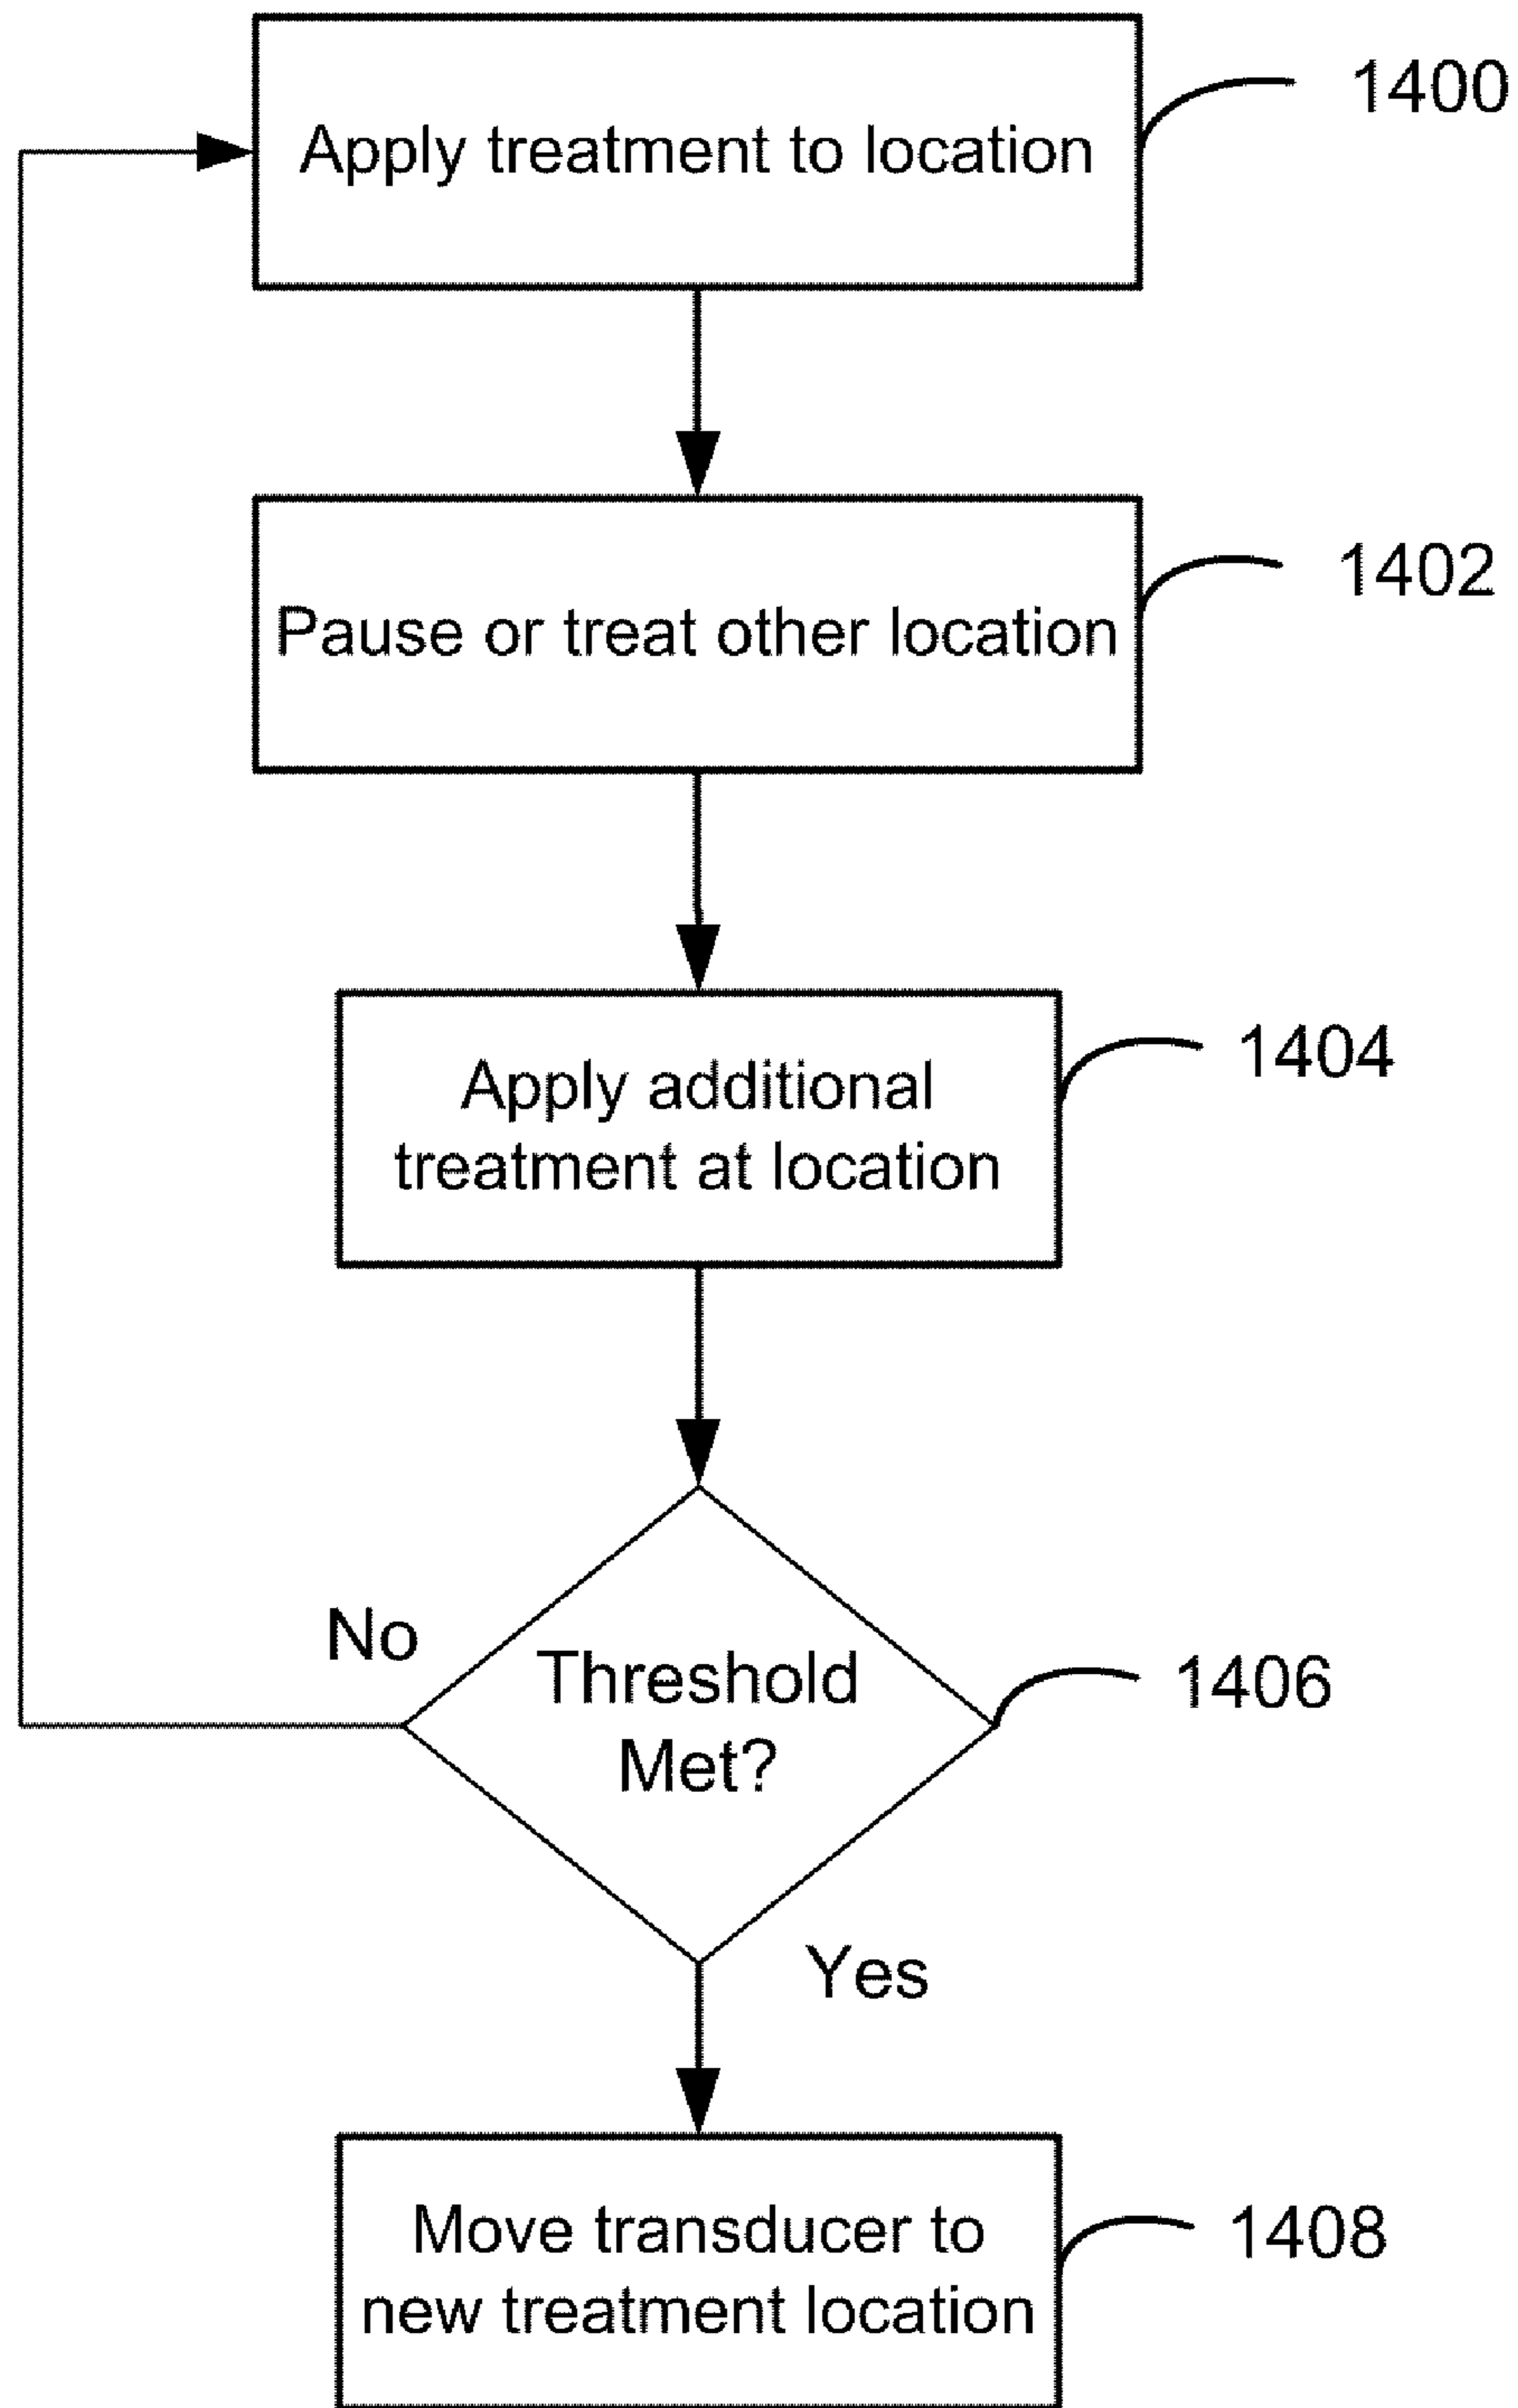 Apply treatment to location
1400
Pause or treat other location
1402
Apply additional
treatment at location
1404
No
Threshold
Met?
1406
Yes
Move transducer to
new treatment location
1408